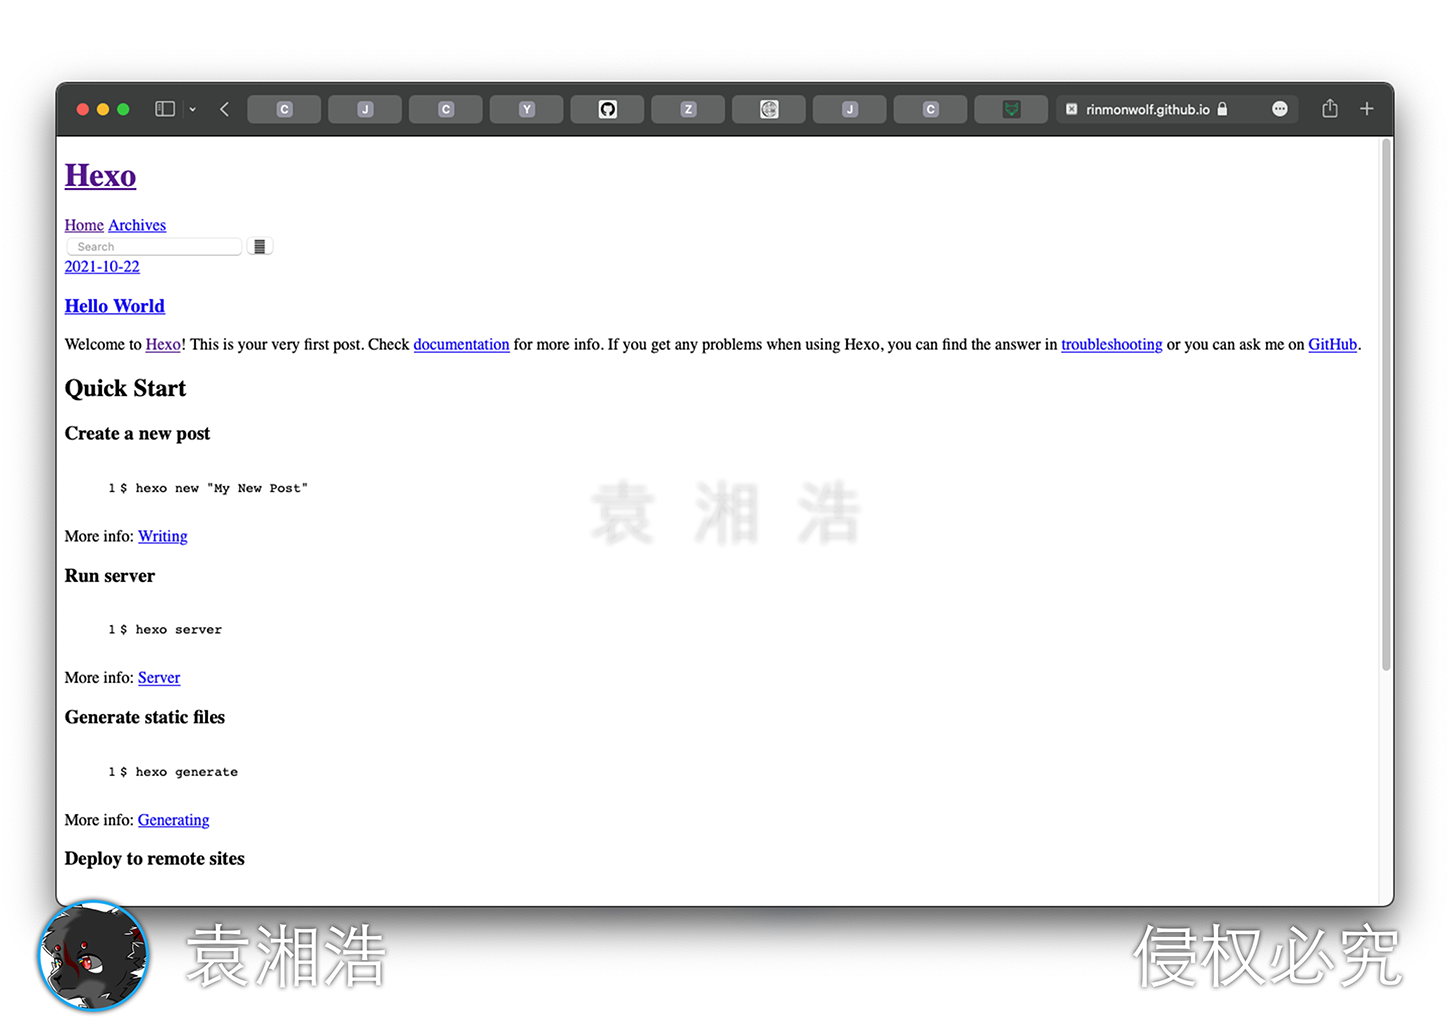 C J C Y Z J C rinmonwolf.github.io
Hexo
Home Archives
Search
2021-10-22
Hello World
Welcome to Hexo! This is your very first post. Check documentation for more info. If you get any problems when using Hexo, you can find the answer in troubleshooting or you can ask me on GitHub.
Quick Start
Create a new post
1 $ hexo new "My New Post"
袁湘浩
More info: Writing
Run server
1 $ hexo server
More info: Server
Generate static files
1 $ hexo generate
More info: Generating
Deploy to remote sites
袁湘浩 侵权必究